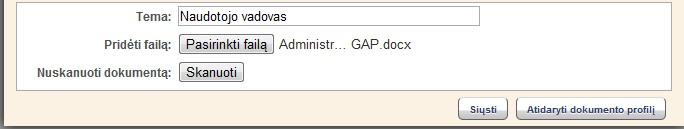 Tema: Naudotojo vadovas
Pridėti failą: Pasirinkti failą Administr... GAP.docx
Nuskanuoti dokumentą: Skanuoti
Siųsti Atidaryti dokumento profilį